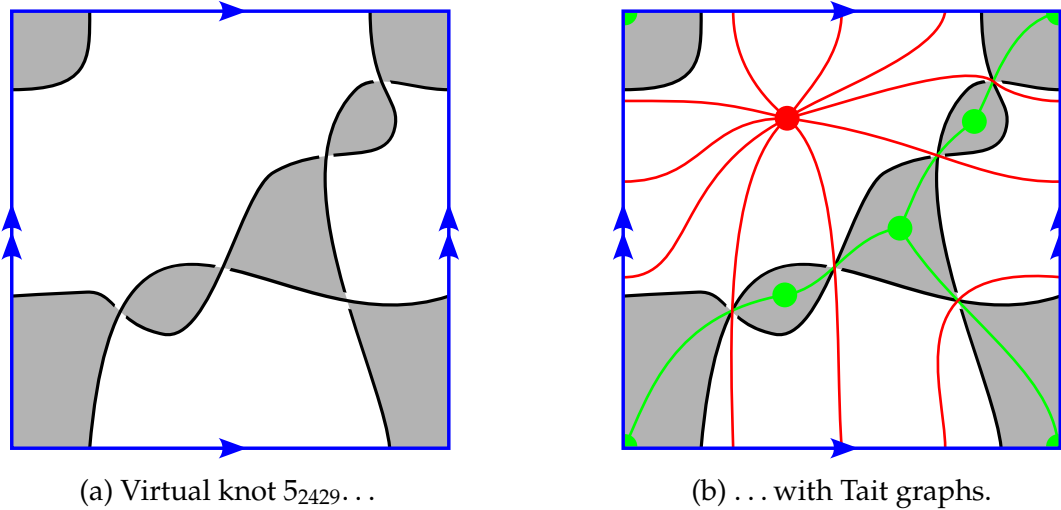 (a) Virtual knot 5₂₄₂₉…
(b) …with Tait graphs.